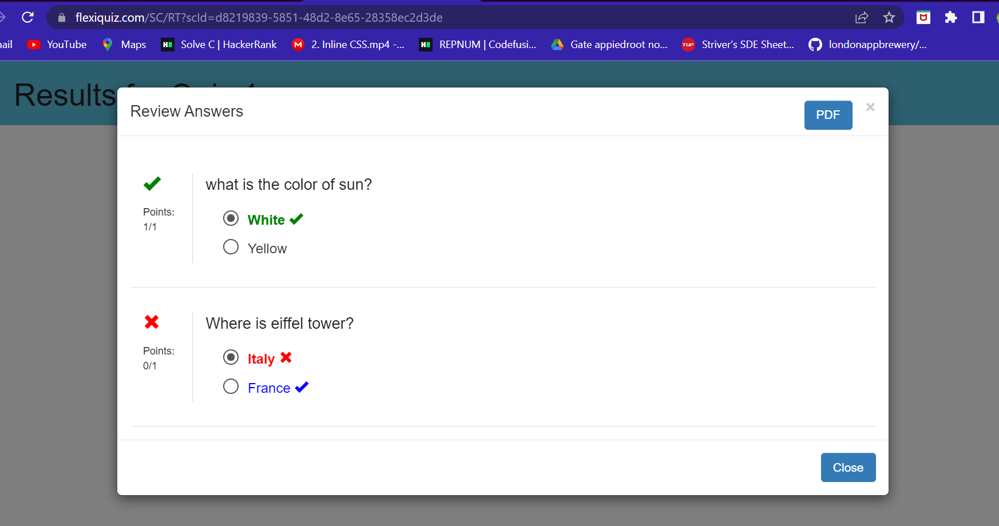 flexiquiz.com/SC/RT?scId=d8219839-5851-48d2-8e65-28358ec2d3de
YouTube Maps Solve C | HackerRank 2. Inline CSS.mp4 -... REPNUM | Codefusi... Gate appiedroot no... TUF Striver's SDE Sheet... londonappbrewery/...
Results
Review Answers
PDF
what is the color of sun?
Points:
1/1
White
Yellow
Where is eiffel tower?
Points:
0/1
Italy
France
Close